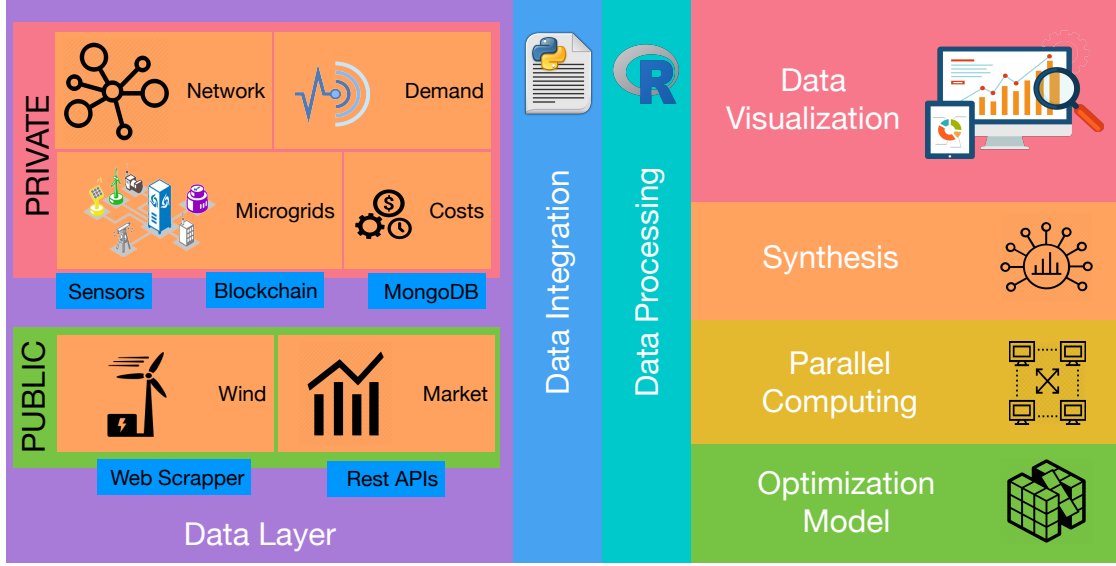 PRIVATE
Network
Demand
Microgrids
Costs
Sensors
Blockchain
MongoDB
PUBLIC
Wind
Market
Web Scrapper
Rest APIs
Data Layer
Data Integration
R
Data Processing
Data
Visualization
Synthesis
Parallel
Computing
Optimization
Model
$